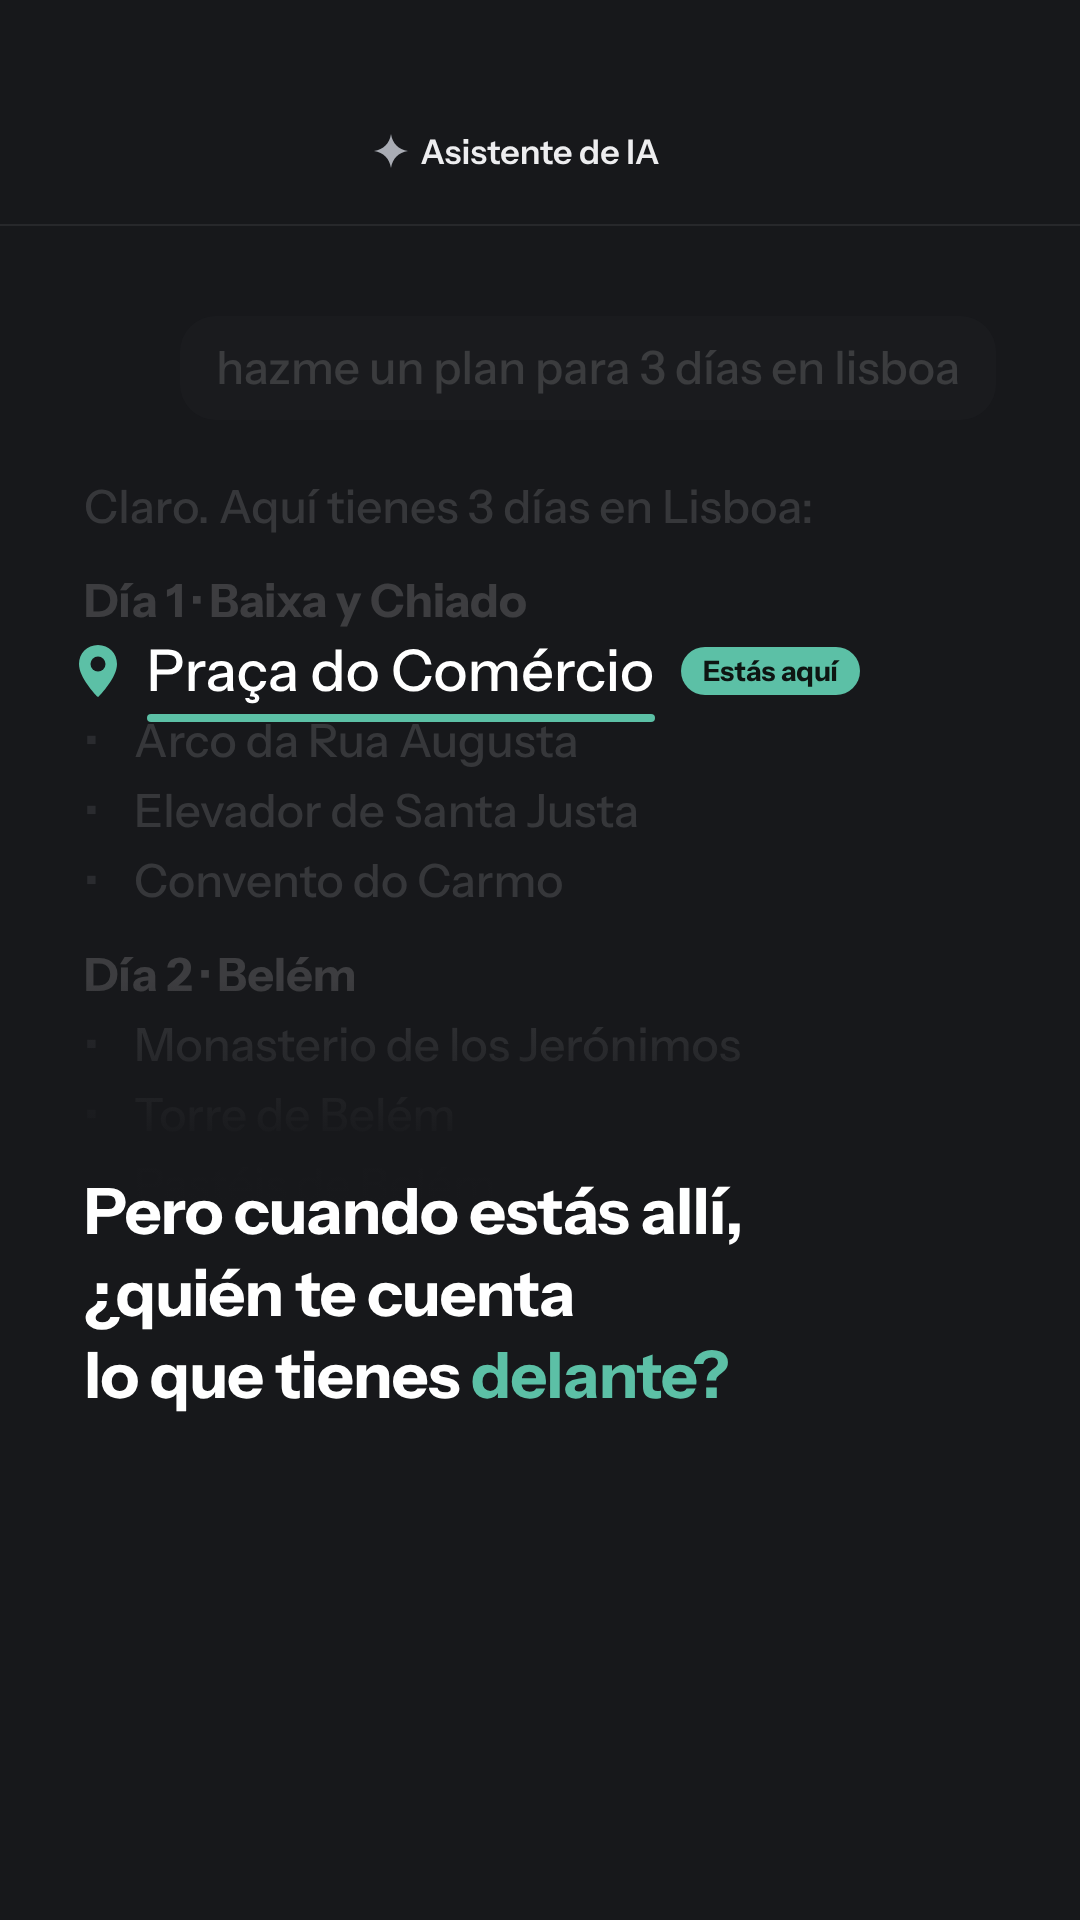 Asistente de IA
hazme un plan para 3 días en lisboa
Claro. Aquí tienes 3 días en Lisboa:
Día 1 · Baixa y Chiado
Praça do Comércio Estás aquí
· Arco da Rua Augusta
· Elevador de Santa Justa
· Convento do Carmo
Día 2 · Belém
· Monasterio de los Jerónimos
· Torre de Belém
Pero cuando estás allí,
¿quién te cuenta
lo que tienes delante?